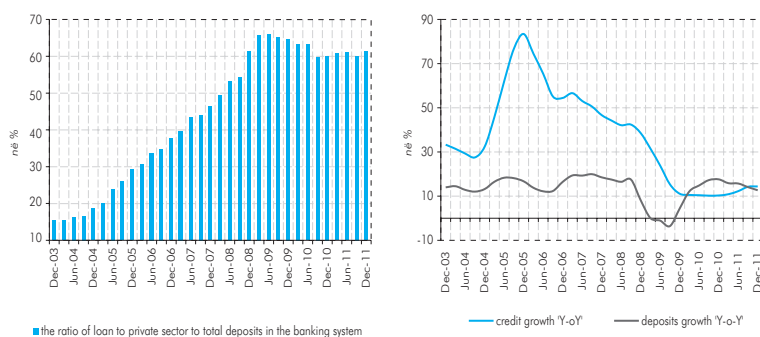 70
60
50
40
30
20
10
në %
Dec-03
Jun-04
Dec-04
Jun-05
Dec-05
Jun-06
Dec-06
Jun-07
Dec-07
Jun-08
Dec-08
Jun-09
Dec-09
Jun-10
Dec-10
Jun-11
Dec-11
the ratio of loan to private sector to total deposits in the banking system
90
70
50
30
10
-10
në %
Dec-03
Jun-04
Dec-04
Jun-05
Dec-05
Jun-06
Dec-06
Jun-07
Dec-07
Jun-08
Dec-08
Jun-09
Dec-09
Jun-10
Dec-10
Jun-11
Dec-11
credit growth 'Y-oY'
deposits growth 'Y-o-Y'